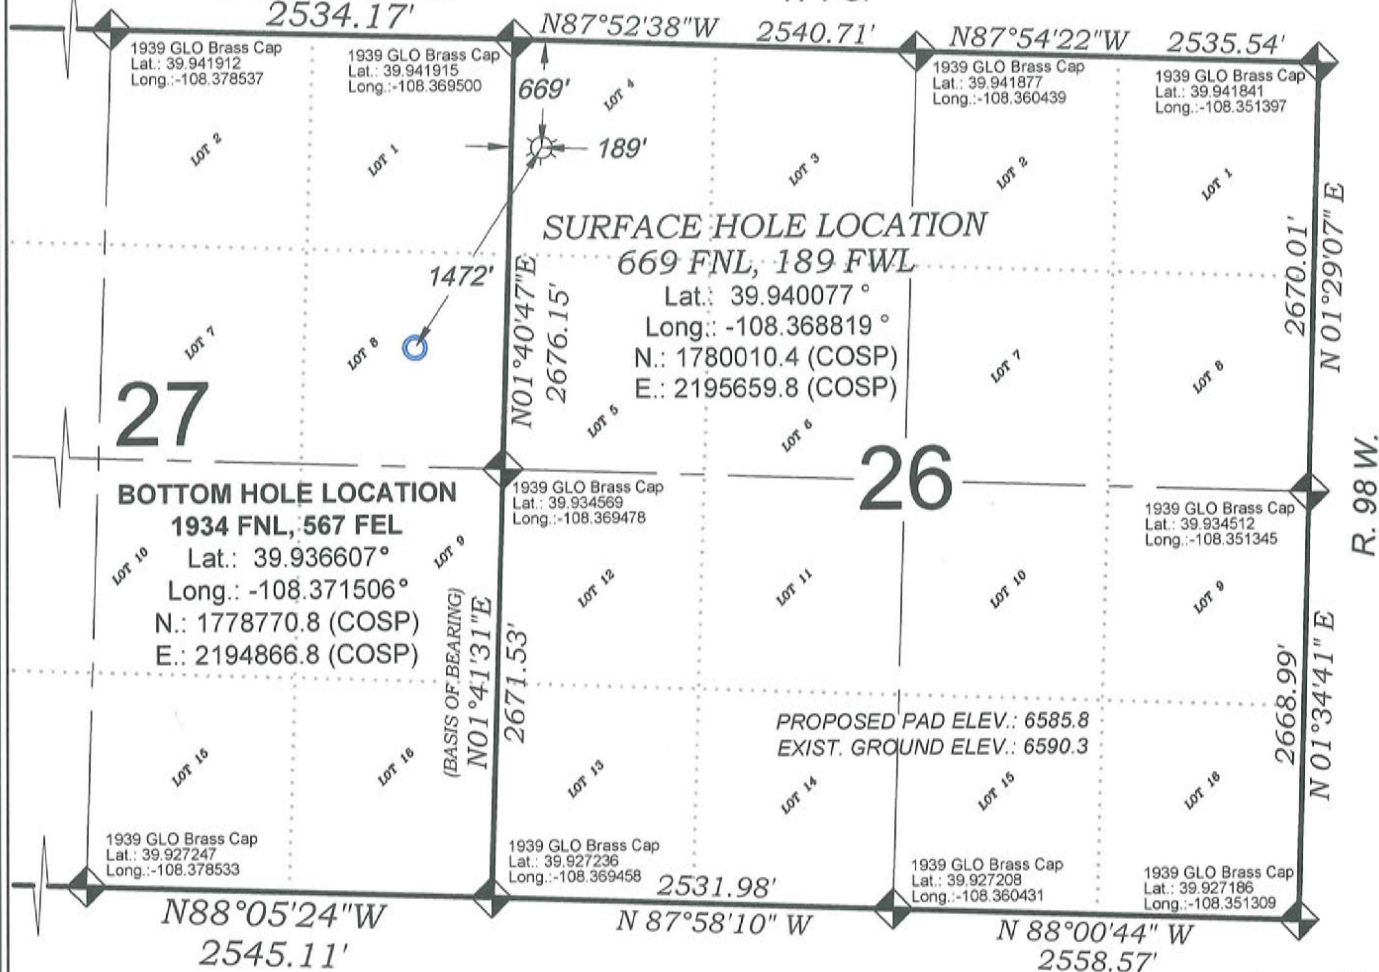 2534.17'
N87°52'38"W 2540.71'
N87°54'22"W 2535.54'
1939 GLO Brass Cap
Lat.: 39.941912
Long.:-108.378537
1939 GLO Brass Cap
Lat.: 39.941915
Long.:-108.369500
1939 GLO Brass Cap
Lat.: 39.941877
Long.:-108.360439
1939 GLO Brass Cap
Lat.: 39.941841
Long.:-108.351397
669'
LOT 4
LOT 2
LOT 1
189'
LOT 3
LOT 2
LOT 1
SURFACE HOLE LOCATION
669 FNL, 189 FWL
Lat.: 39.940077 °
Long.: -108.368819 °
N.: 1780010.4 (COSP)
E.: 2195659.8 (COSP)
1472'
N01°40'47"E
2676.15'
2670.01'
N 01°29'07" E
LOT 7
LOT 8
LOT 5
LOT 6
LOT 7
LOT 8
27
26
R. 98 W.
BOTTOM HOLE LOCATION
1934 FNL, 567 FEL
Lat.: 39.936607°
Long.: -108.371506°
N.: 1778770.8 (COSP)
E.: 2194866.8 (COSP)
1939 GLO Brass Cap
Lat.: 39.934569
Long.:-108.369478
1939 GLO Brass Cap
Lat.: 39.934512
Long.:-108.351345
LOT 10
LOT 9
LOT 12
LOT 11
LOT 10
LOT 9
(BASIS OF BEARING)
N01°41'31"E
2671.53'
2668.99'
N 01°34'41" E
PROPOSED PAD ELEV.: 6585.8
EXIST. GROUND ELEV.: 6590.3
LOT 15
LOT 16
LOT 13
LOT 14
LOT 15
LOT 16
1939 GLO Brass Cap
Lat.: 39.927247
Long.:-108.378533
1939 GLO Brass Cap
Lat.: 39.927236
Long.:-108.369458
1939 GLO Brass Cap
Lat.: 39.927208
Long.:-108.360431
1939 GLO Brass Cap
Lat.: 39.927186
Long.:-108.351309
N88°05'24"W
2545.11'
2531.98'
N 87°58'10" W
N 88°00'44" W
2558.57'